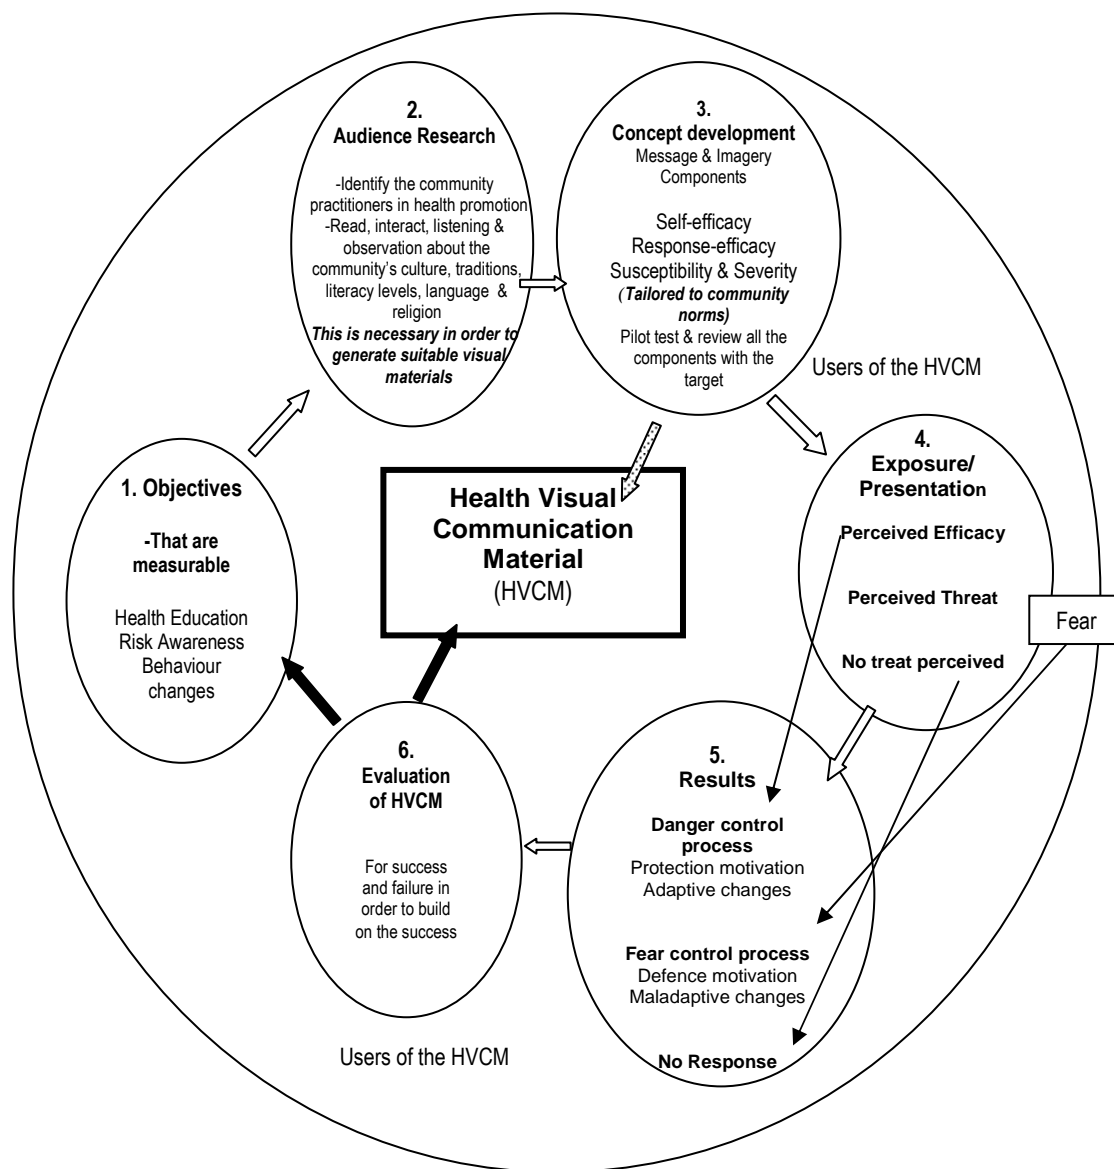 2.
Audience Research
-Identify the community
practitioners in health promotion
-Read, interact, listening &
observation about the
community's culture, traditions,
literacy levels, language &
religion
This is necessary in order to
generate suitable visual
materials
3.
Concept development
Message & Imagery
Components
Self-efficacy
Response-efficacy
Susceptibility & Severity
(Tailored to community
norms)
Pilot test & review all the
components with the
target
Users of the HVCM
1. Objectives
-That are
measurable
Health Education
Risk Awareness
Behaviour
changes
Health Visual
Communication
Material
(HVCM)
4.
Exposure/
Presentation
Perceived Efficacy
Perceived Threat
No treat perceived
Fear
6.
Evaluation
of HVCM
For success
and failure in
order to build
on the success
5.
Results
Danger control
process
Protection motivation
Adaptive changes
Fear control process
Defence motivation
Maladaptive changes
No Response
Users of the HVCM